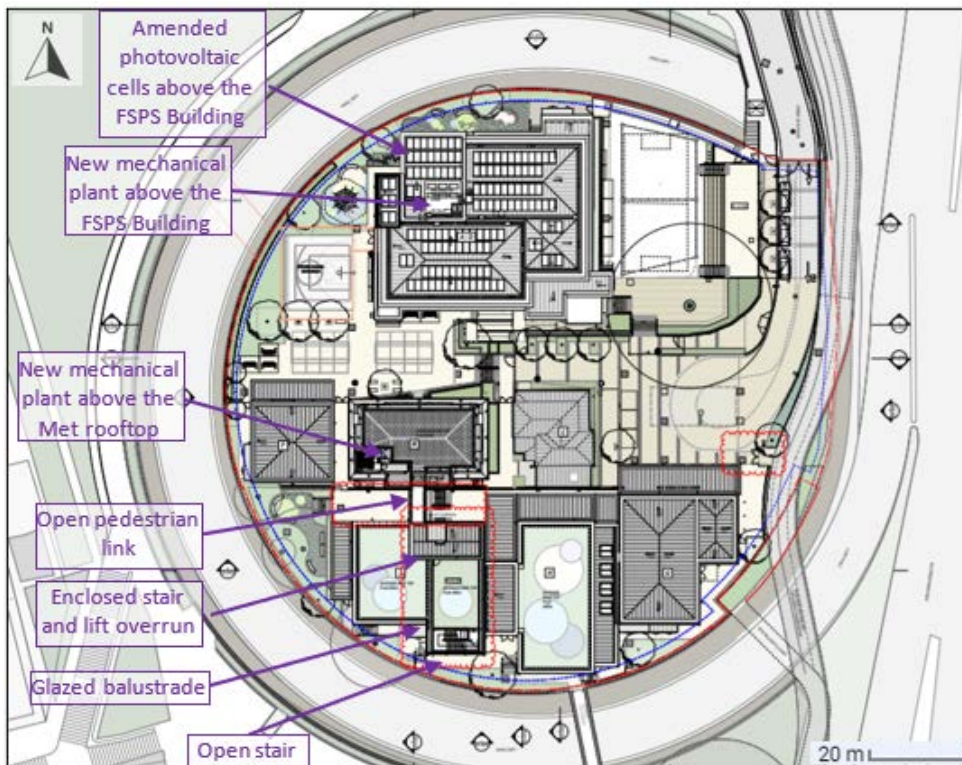 N
Amended
photovoltaic
cells above the
FSPS Building
New mechanical
plant above the
FSPS Building
New mechanical
plant above the
Met rooftop
Open pedestrian
link
Enclosed stair
and lift overrun
Glazed balustrade
Open stair
20 m